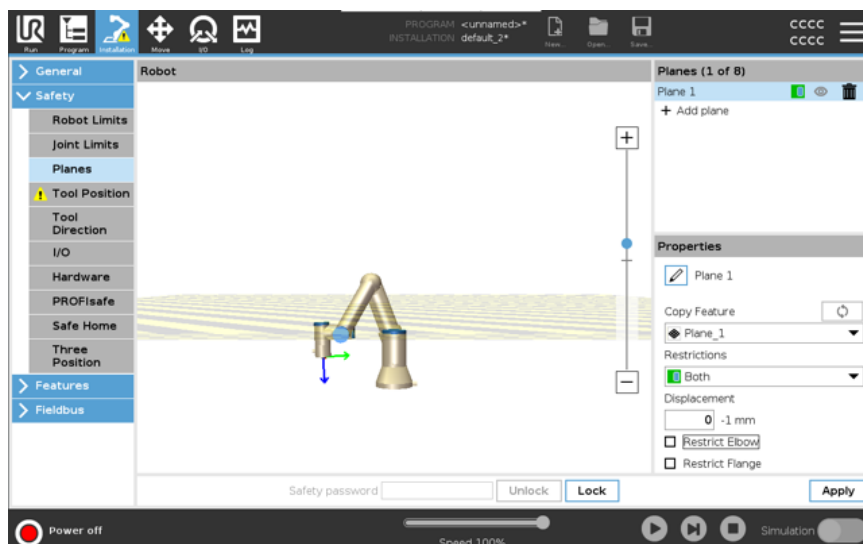 PROGRAM <unnamed>*
INSTALLATION default_2*
UR
Run
Program
Installation
Move
I/O
Log
New...
Open...
Save...
CCCC
CCCC
General
Safety
Robot Limits
Joint Limits
Planes
Tool Position
Tool
Direction
I/O
Hardware
PROFIsafe
Safe Home
Three
Position
Features
Fieldbus
Robot
Planes (1 of 8)
Plane 1
+ Add plane
Properties
Plane 1
Copy Feature
Plane_1
Restrictions
Both
Displacement
0 -1 mm
Restrict Elbow
Restrict Flange
Safety password
Unlock
Lock
Apply
Power off
Speed 100%
Simulation